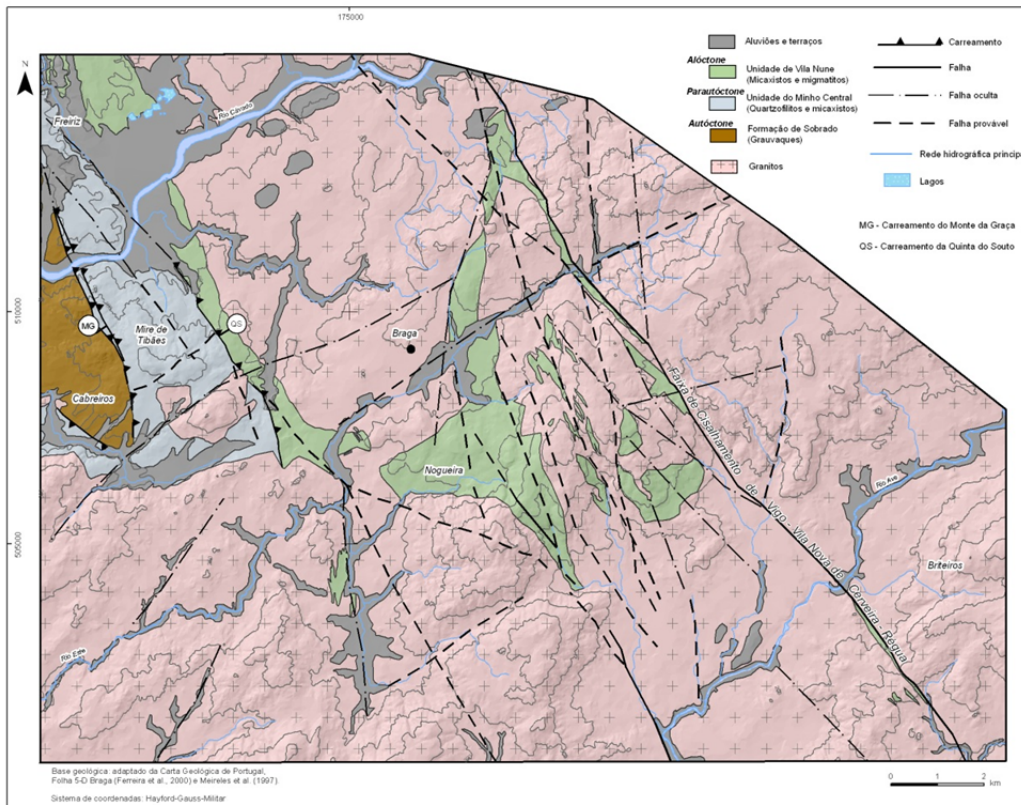 175000
N
510000
505000
Freiriz
Rio Cávado
MG
Mire de
Tibães
QS
Cabreiros
Braga
Nogueira
Faixa de Cisalhamento de Vigo - Vila Nova de Cerveira - Régua
Rio Ave
Briteiros
Rio Este
Aluviões e terraços
Alóctone
Unidade de Vila Nune
(Micaxistos e migmatitos)
Parautóctone
Unidade do Minho Central
(Quartzofilitos e micaxistos)
Autóctone
Formação de Sobrado
(Grauvaques)
Granitos
Carreamento
Falha
Falha oculta
Falha provável
Rede hidrográfica princip
Lagos
MG - Carreamento do Monte da Graça
QS - Carreamento da Quinta do Souto
0 1 2
km
Base geológica: adaptado da Carta Geológica de Portugal,
Folha 5-D Braga (Ferreira et al., 2000) e Meireles et al. (1997).
Sistema de coordenadas: Hayford-Gauss-Militar